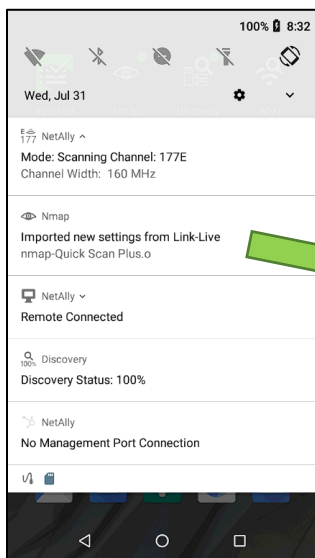 100% 8:32
Wed, Jul 31
E
177 NetAlly
Mode: Scanning Channel: 177E
Channel Width: 160 MHz
Nmap
Imported new settings from Link-Live
nmap-Quick Scan Plus.o
NetAlly
Remote Connected
100% Discovery
Discovery Status: 100%
NetAlly
No Management Port Connection